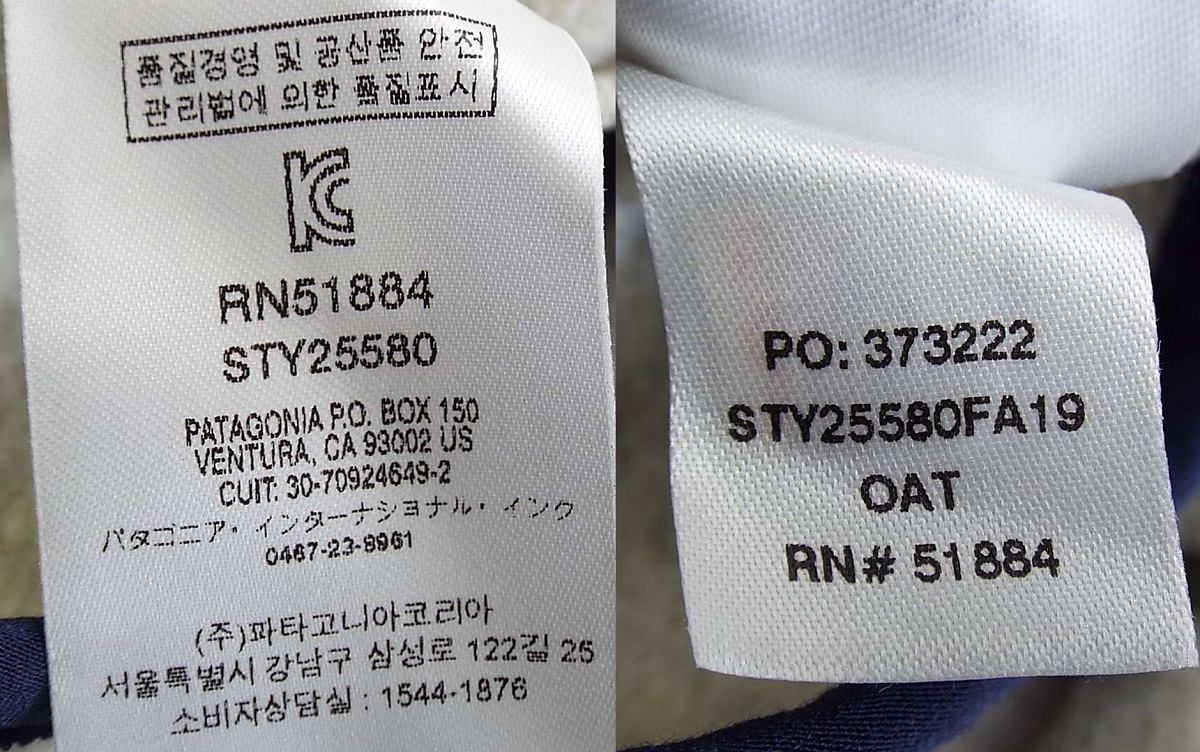 품질경영 및 공산품 안전
관리법에 의한 품질표시
KC
RN51884
STY25580
PATAGONIA P.O. BOX 150
VENTURA, CA 93002 US
CUIT: 30-70924649-2
パタゴニア・インターナショナル・インク
0467-23-8961
(주)파타고니아코리아
서울특별시 강남구 삼성로 122길 25
소비자상담실 : 1544-1876
PO: 373222
STY25580FA19
OAT
RN# 51884